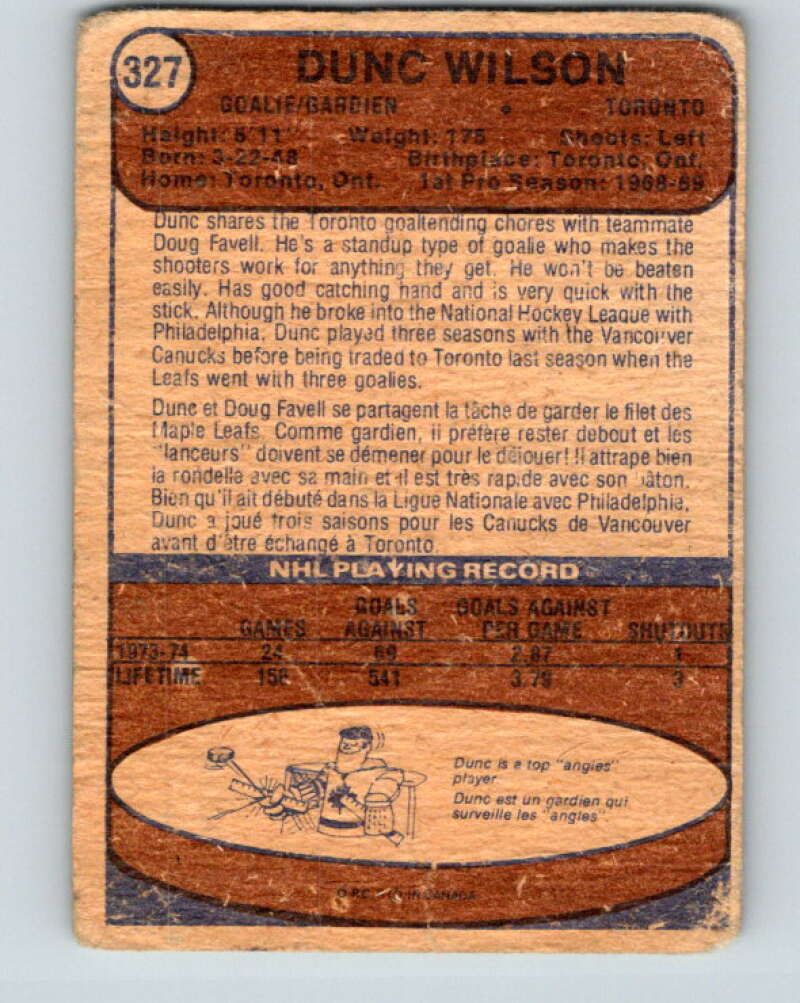 327
DUNC WILSON
GOALIE/GARDIEN • TORONTO
Height: 5'11" Weight: 175 Shoots: Left
Born: 3-22-48 Birthplace: Toronto, Ont.
Home: Toronto, Ont. 1st Pro Season: 1968-69
Dunc shares the Toronto goaltending chores with teammate
Doug Favell. He's a standup type of goalie who makes the
shooters work for anything they get. He won't be beaten
easily. Has good catching hand and is very quick with the
stick. Although he broke into the National Hockey League with
Philadelphia, Dunc played three seasons with the Vancouver
Canucks before being traded to Toronto last season when the
Leafs went with three goalies.
Dunc et Doug Favell se partagent la tâche de garder le filet des
Maple Leafs. Comme gardien, il préfère rester debout et les
"lanceurs" doivent se démener pour le déjouer! Il attrape bien
la rondelle avec sa main et il est très rapide avec son bâton.
Bien qu'il ait débuté dans la Ligue Nationale avec Philadelphie,
Dunc a joué trois saisons pour les Canucks de Vancouver
avant d'être échangé à Toronto.
NHL PLAYING RECORD
GOALS GOALS AGAINST
GAMES AGAINST PER GAME SHUTOUTS
1973-74 24 69 2.87 1
LIFETIME 541 3
Dunc is a top "angles"
player
Dunc est un gardien qui
surveille les "angles"
IN CANADA